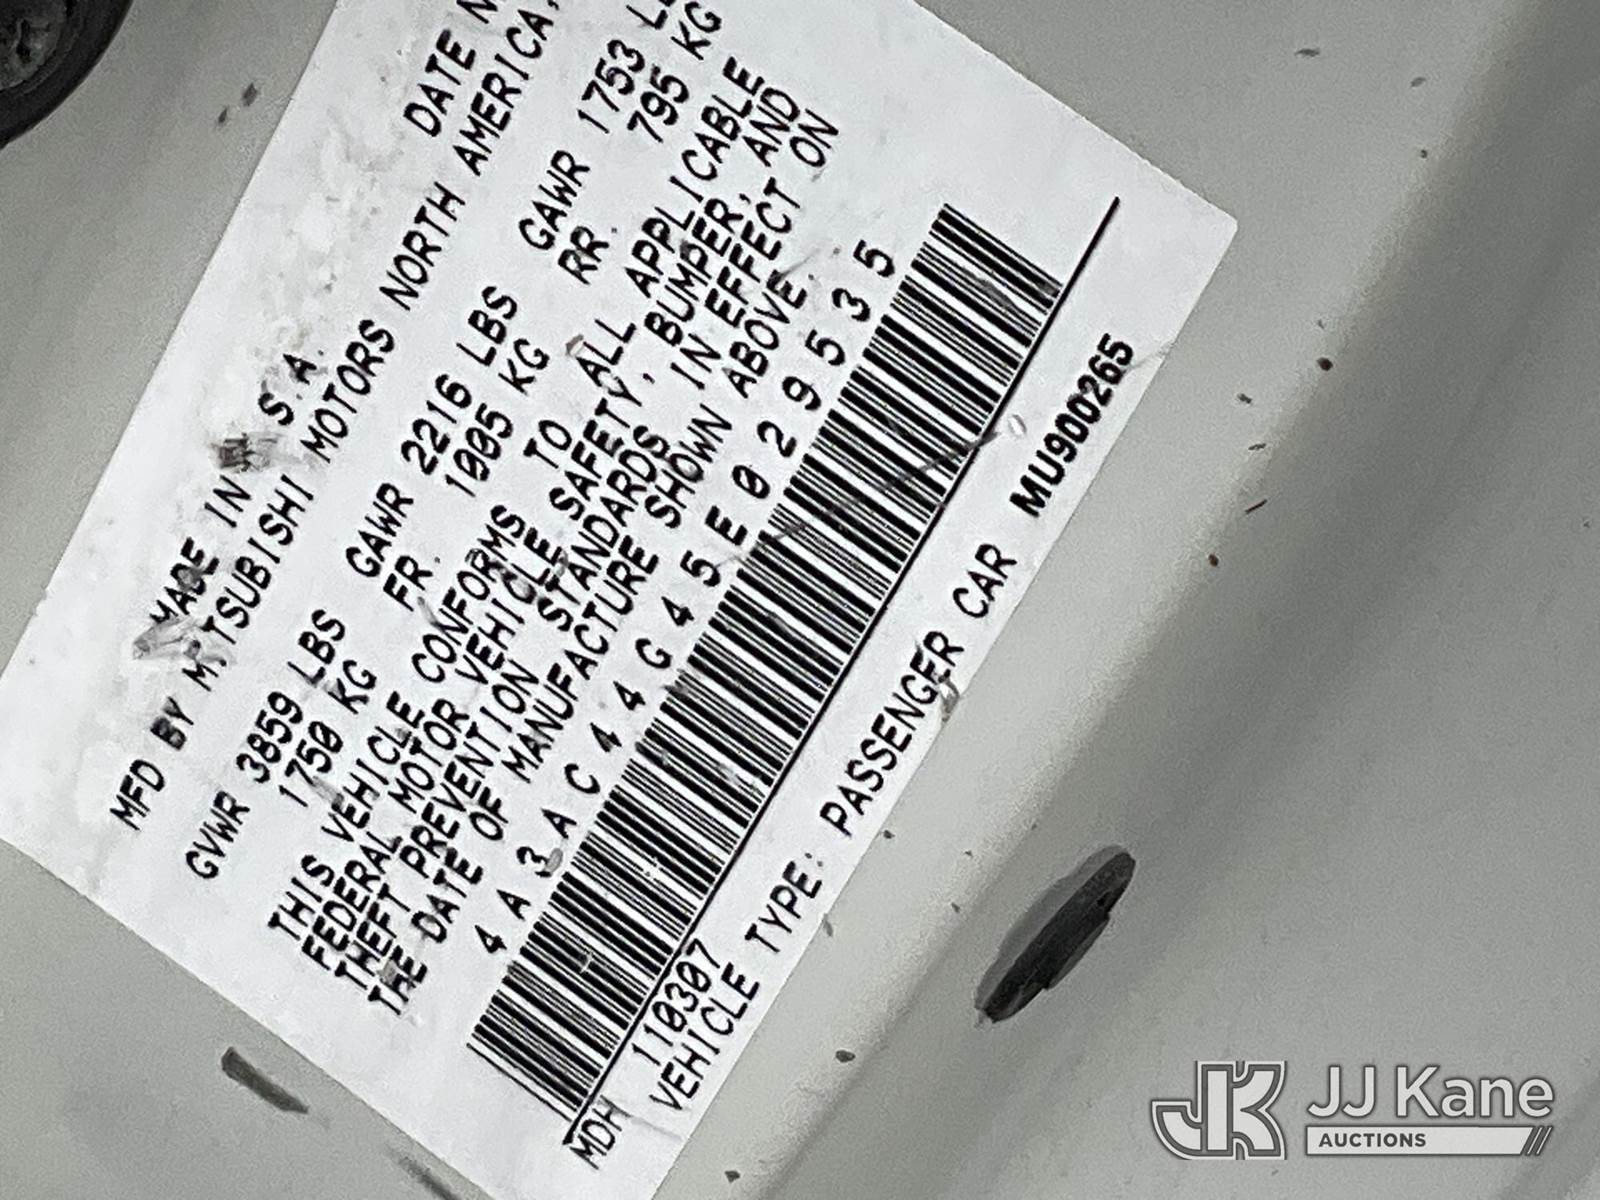 MADE IN S.A.
MFD BY MITSUBISHI MOTORS NORTH AMERICA,
DATE
GVWR 3859 LBS GAWR 2216 LBS GAWR 1753
1750 KG FR. 1005 KG RR. 795 KG
THIS VEHICLE CONFORMS TO ALL APPLICABLE
FEDERAL MOTOR VEHICLE SAFETY, BUMPER, AND
THEFT PREVENTION STANDARDS IN EFFECT ON
THE DATE OF MANUFACTURE SHOWN ABOVE.
4A3AC44G45E029535
MDH 110307
VEHICLE TYPE: PASSENGER CAR MU900265
JK JJ Kane
AUCTIONS